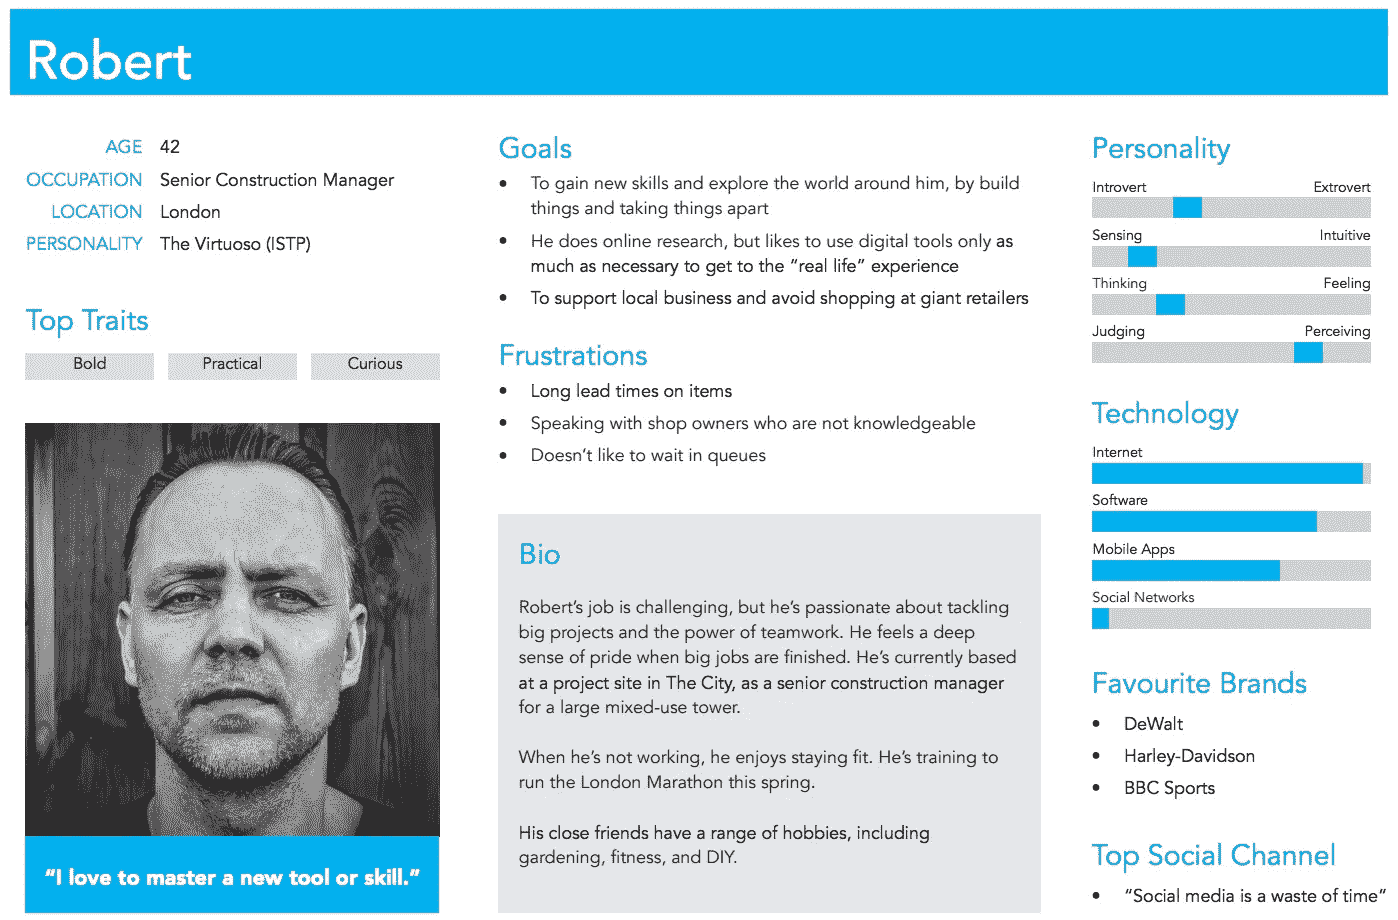 Robert
AGE 42
OCCUPATION Senior Construction Manager
LOCATION London
PERSONALITY The Virtuoso (ISTP)
Top Traits
Bold Practical Curious
“I love to master a new tool or skill.”
Goals
• To gain new skills and explore the world around him, by build
things and taking things apart
• He does online research, but likes to use digital tools only as
much as necessary to get to the “real life” experience
• To support local business and avoid shopping at giant retailers
Frustrations
• Long lead times on items
• Speaking with shop owners who are not knowledgeable
• Doesn’t like to wait in queues
Bio
Robert’s job is challenging, but he’s passionate about tackling
big projects and the power of teamwork. He feels a deep
sense of pride when big jobs are finished. He’s currently based
at a project site in The City, as a senior construction manager
for a large mixed-use tower.
When he’s not working, he enjoys staying fit. He’s training to
run the London Marathon this spring.
His close friends have a range of hobbies, including
gardening, fitness, and DIY.
Personality
Introvert Extrovert
Sensing Intuitive
Thinking Feeling
Judging Perceiving
Technology
Internet
Software
Mobile Apps
Social Networks
Favourite Brands
• DeWalt
• Harley-Davidson
• BBC Sports
Top Social Channel
• “Social media is a waste of time”